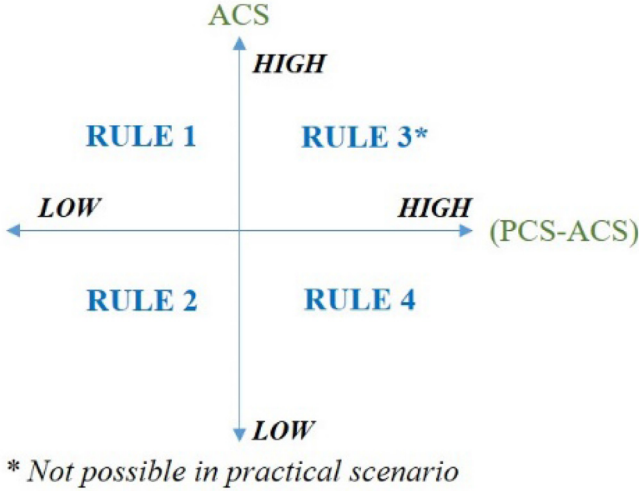 ACS
HIGH
RULE 1 RULE 3*
LOW HIGH
(PCS-ACS)
RULE 2 RULE 4
LOW
* Not possible in practical scenario